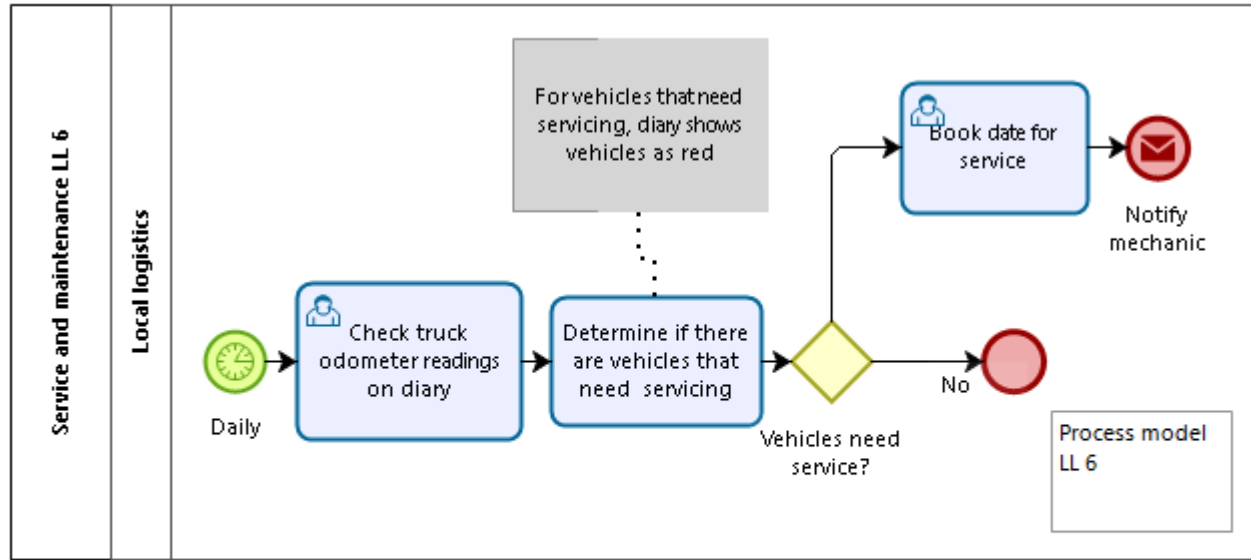 Service and maintenance LL 6
Local logistics
For vehicles that need
servicing, diary shows
vehicles as red
Book date for
service
Notify
mechanic
Check truck
odometer readings
on diary
Determine if there
are vehicles that
need servicing
Daily
No
Vehicles need
service?
Process model
LL 6